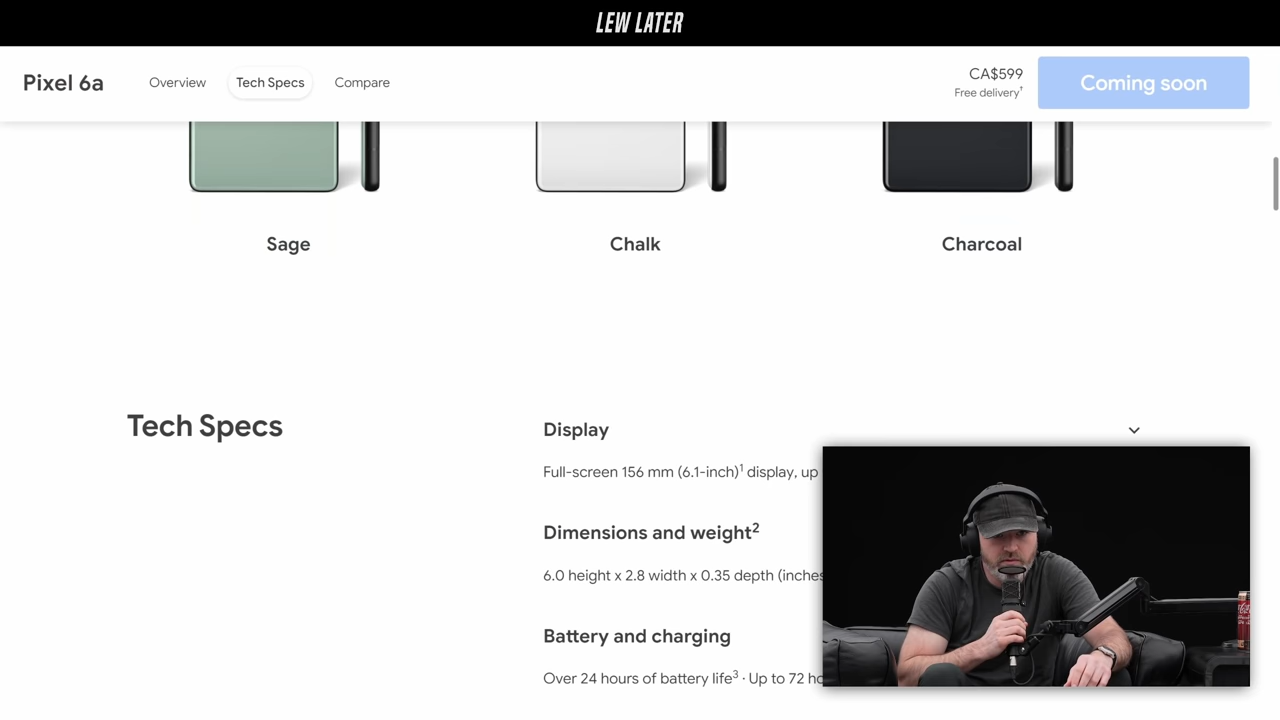 LEW LATER
Pixel 6a
Overview
Tech Specs
Compare
CA$599
Free delivery†
Coming soon
Sage
Chalk
Charcoal
Tech Specs
Display
Full-screen 156 mm (6.1-inch)1 display, up
Dimensions and weight2
6.0 height x 2.8 width x 0.35 depth (inches
Battery and charging
Over 24 hours of battery life3 · Up to 72 ho